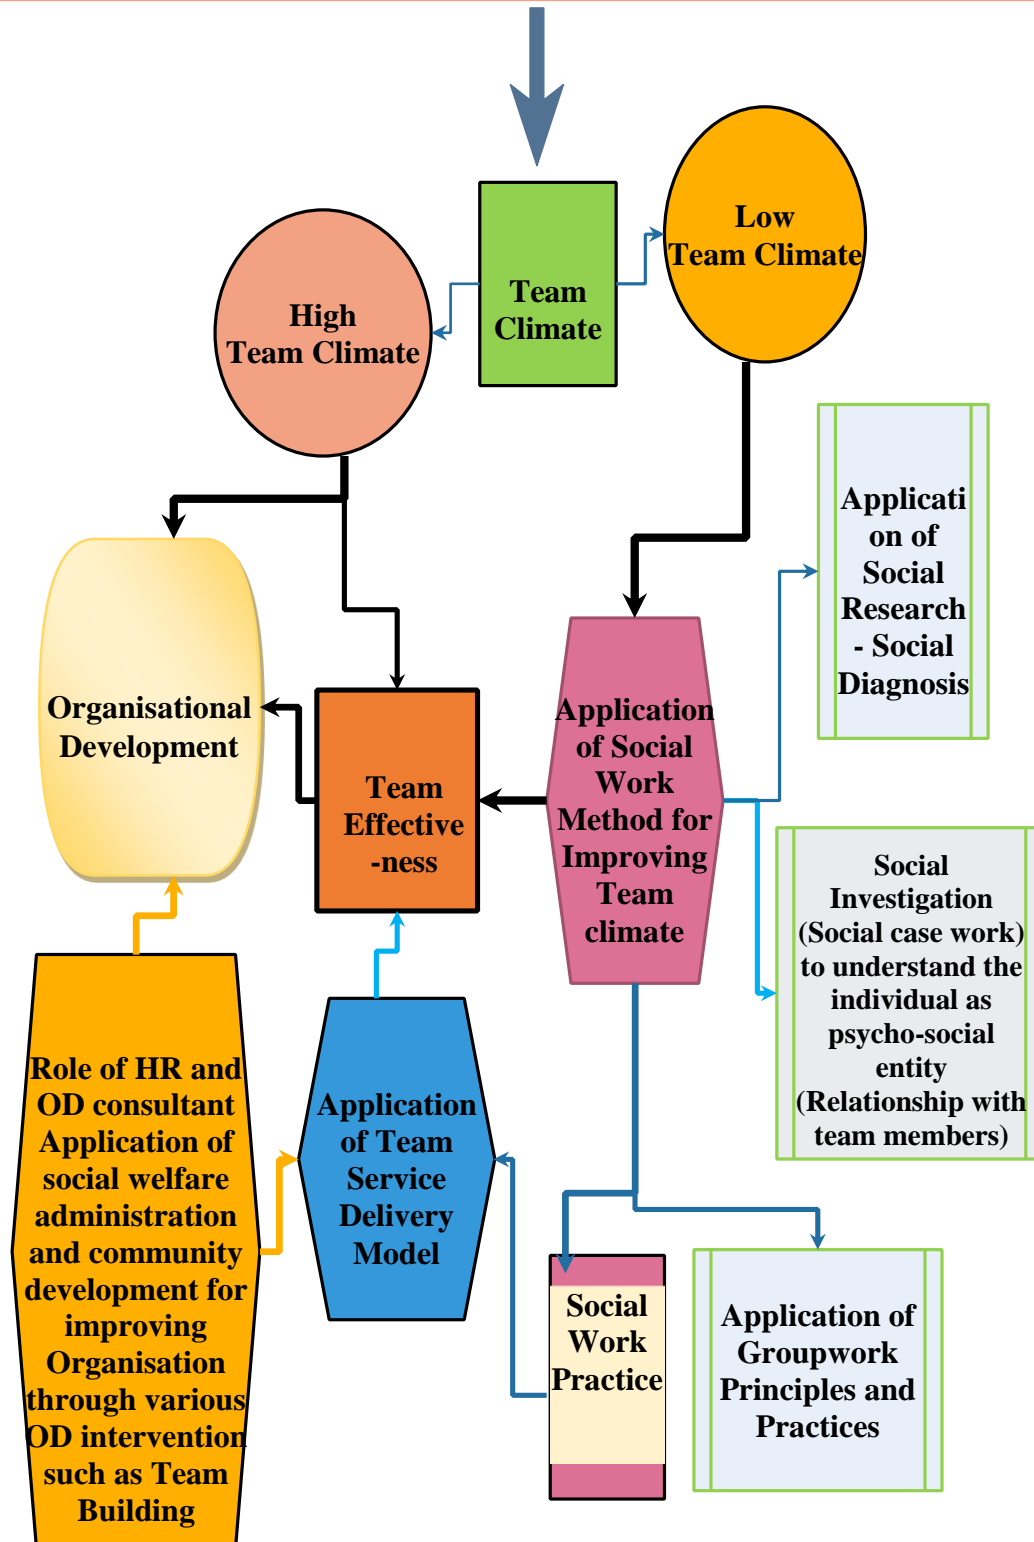 Low
Team Climate
High
Team Climate
Team
Climate
Applicati
on of
Social
Research
- Social
Diagnosis
Organisational
Development
Team
Effective
-ness
Application
of Social
Work
Method for
Improving
Team
climate
Social
Investigation
(Social case work)
to understand the
individual as
psycho-social
entity
(Relationship with
team members)
Role of HR and
OD consultant
Application of
social welfare
administration
and community
development for
improving
Organisation
through various
OD intervention
such as Team
Building
Application
of Team
Service
Delivery
Model
Social
Work
Practice
Application of
Groupwork
Principles and
Practices